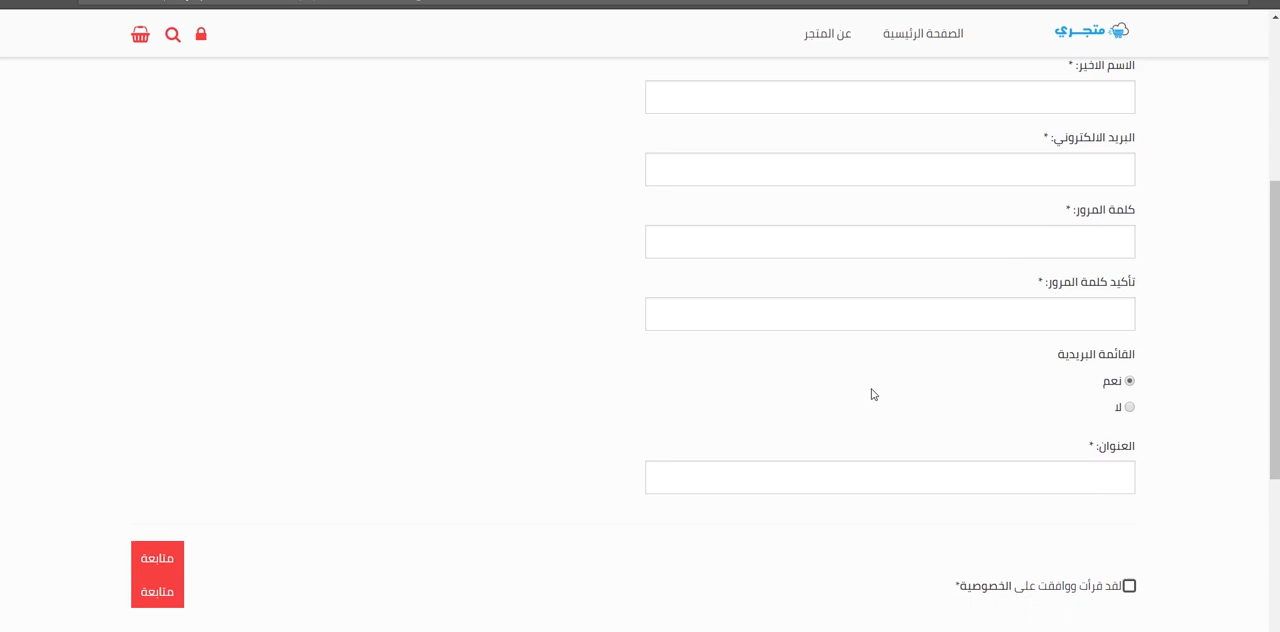 متجري
الصفحة الرئيسية
عن المتجر
الاسم الاخير: *
البريد الالكتروني: *
كلمة المرور: *
تأكيد كلمة المرور: *
القائمة البريدية
نعم
لا
العنوان: *
متابعة
لقد قرأت ووافقت على الخصوصية*
متابعة